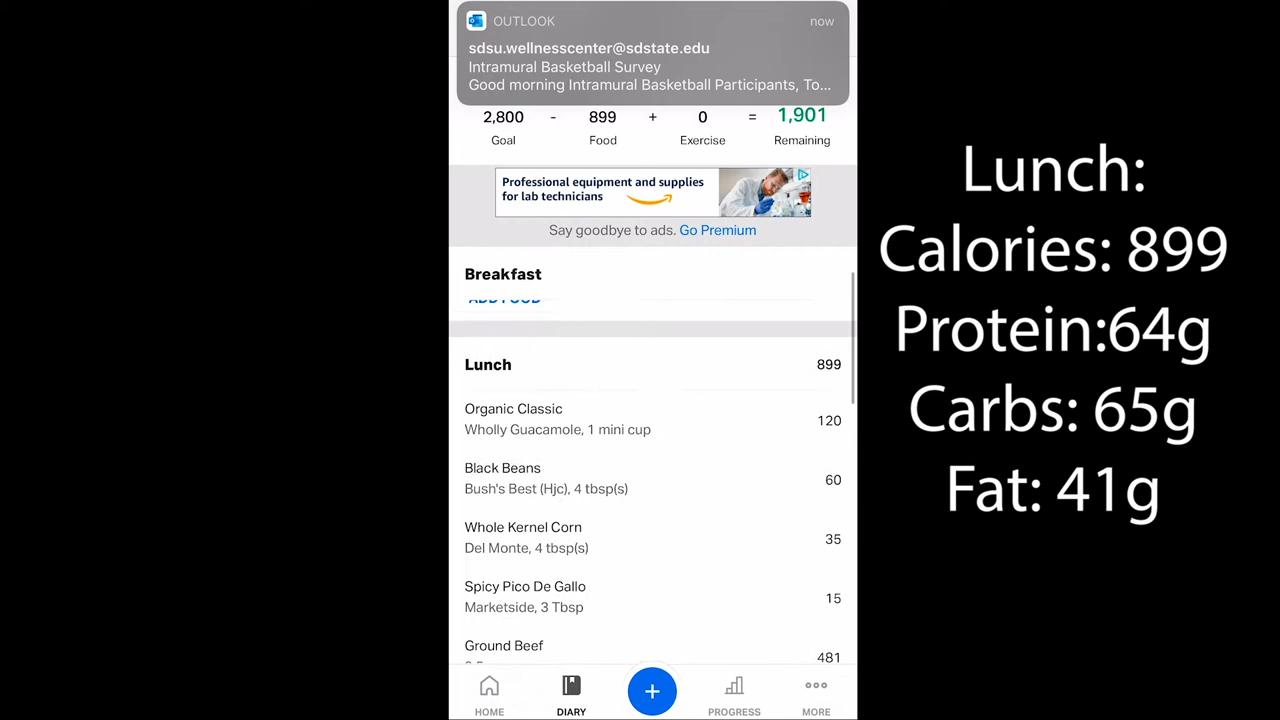 OUTLOOK now
sdsu.wellnesscenter@sdstate.edu
Intramural Basketball Survey
Good morning Intramural Basketball Participants, To...
2,800 - 899 + 0 = 1,901
Goal Food Exercise Remaining
Professional equipment and supplies
for lab technicians
Say goodbye to ads. Go Premium
Breakfast
ADD FOOD
Lunch 899
Organic Classic
Wholly Guacamole, 1 mini cup 120
Black Beans
Bush's Best (Hjc), 4 tbsp(s) 60
Whole Kernel Corn
Del Monte, 4 tbsp(s) 35
Spicy Pico De Gallo
Marketside, 3 Tbsp 15
Ground Beef
481
HOME DIARY + PROGRESS MORE
Lunch:
Calories: 899
Protein:64g
Carbs: 65g
Fat: 41g